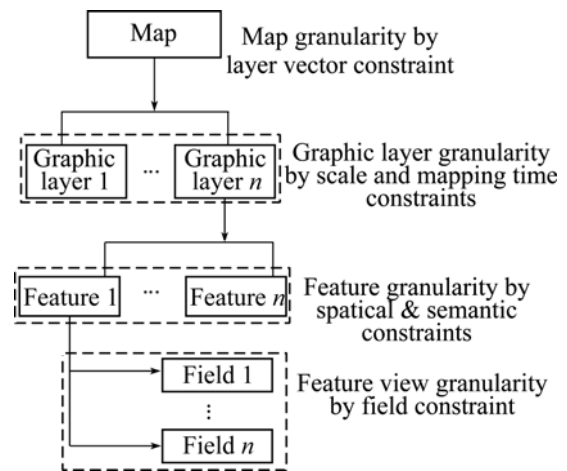 Map
Map granularity by
layer vector constraint
Graphic
layer 1
...
Graphic
layer n
Graphic layer granularity
by scale and mapping time
constraints
Feature 1
...
Feature n
Feature granularity by
spatical & semantic
constraints
Field 1
⋮
Field n
Feature view granularity
by field constraint